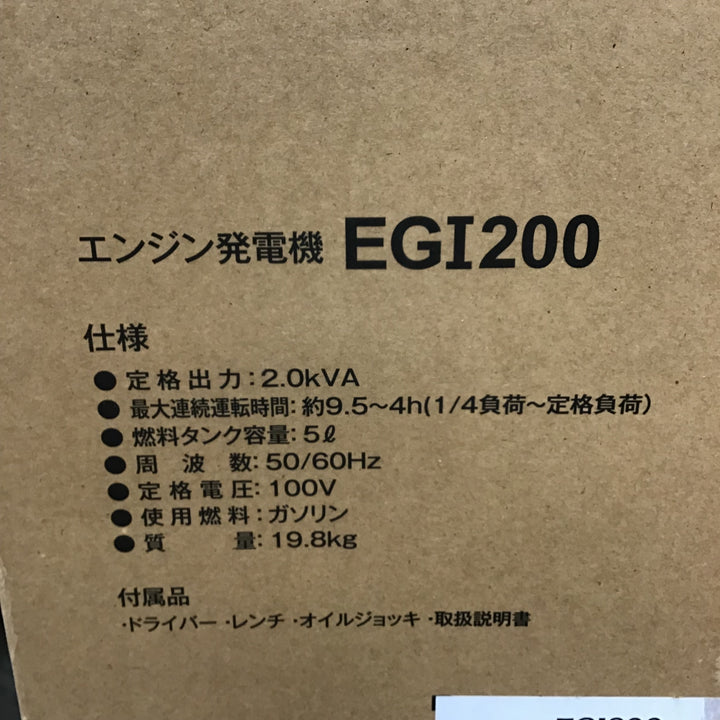 エンジン発電機 EGI200
仕様
● 定格出力：2.0kVA
● 最大連続運転時間：約9.5～4h(1/4負荷～定格負荷)
● 燃料タンク容量：5ℓ
● 周波数：50/60Hz
● 定格電圧：100V
● 使用燃料：ガソリン
● 質量：19.8kg
付属品
・ドライバー ・レンチ ・オイルジョッキ ・取扱説明書